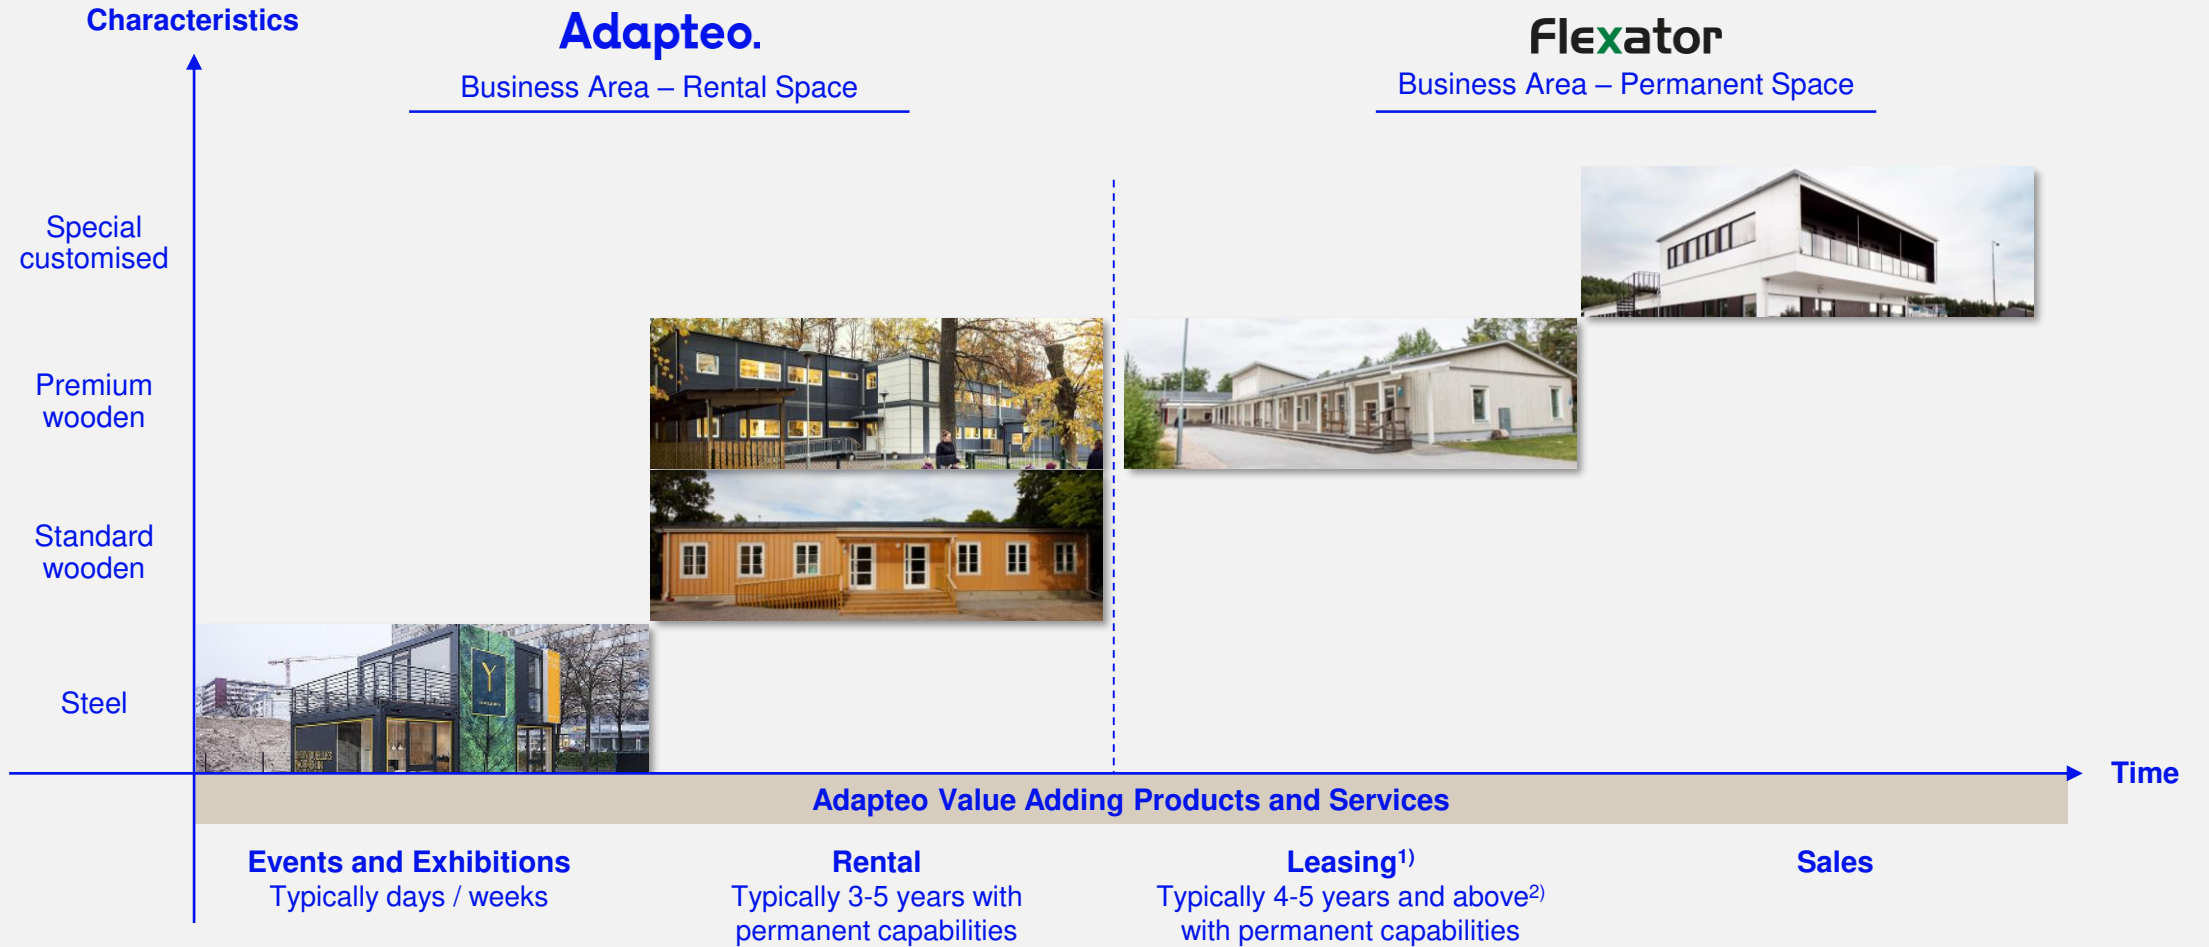 Characteristics
Adapteo.
Business Area – Rental Space
Flexator
Business Area – Permanent Space
Special
customised
Premium
wooden
Standard
wooden
Steel
Y
Time
Adapteo Value Adding Products and Services
Events and Exhibitions
Typically days / weeks
Rental
Typically 3-5 years with
permanent capabilities
Leasing1)
Typically 4-5 years and above2)
with permanent capabilities
Sales